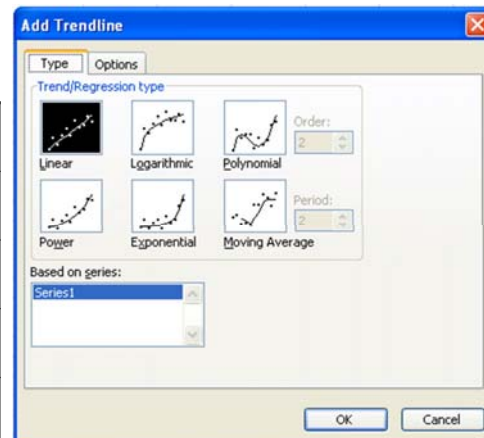 Add Trendline
Type Options
Trend/Regression type
Linear Logarithmic Polynomial
Order:
2
Power Exponential Moving Average
Period:
2
Based on series:
Series1
OK Cancel